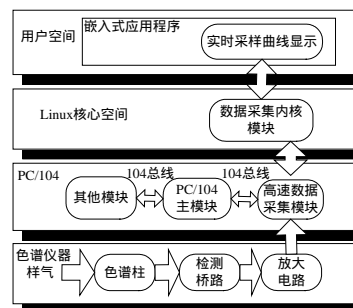 用户空间
嵌入式应用程序
实时采样曲线显示
Linux核心空间
数据采集内核
模块
PC/104
104总线
104总线
其他模块
PC/104
主模块
高速数据
采集模块
色谱仪器
样气
色谱柱
检测
桥路
放大
电路